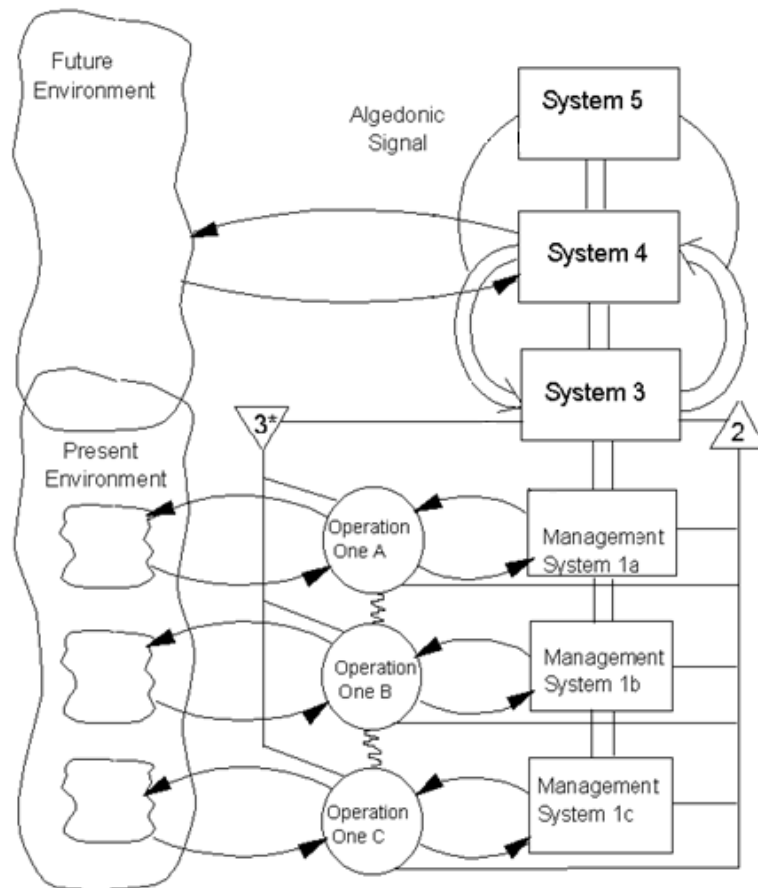 Future
Environment
System 5
Algedonic
Signal
System 4
System 3
3*
2
Present
Environment
Operation
One A
Management
System 1a
Operation
One B
Management
System 1b
Operation
One C
Management
System 1c